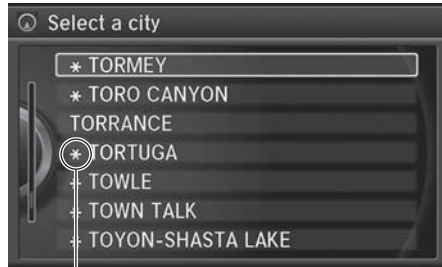 Select a city
* TORMEY
* TORO CANYON
TORRANCE
* TORTUGA
* TOWLE
* TOWN TALK
* TOYON-SHASTA LAKE